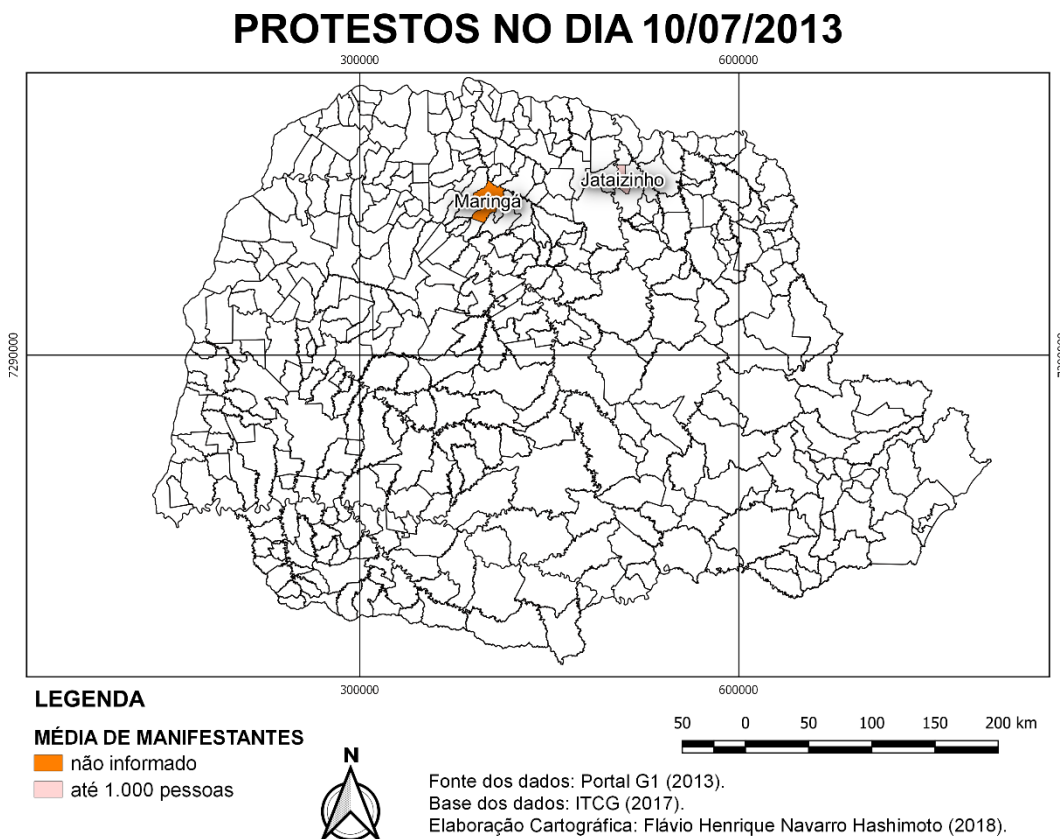 PROTESTOS NO DIA 10/07/2013
300000 600000
Jataizinho
Maringá
7290000
7290000
300000 600000
LEGENDA
MÉDIA DE MANIFESTANTES
não informado
até 1.000 pessoas
N
50 0 50 100 150 200 km
Fonte dos dados: Portal G1 (2013).
Base dos dados: ITCG (2017).
Elaboração Cartográfica: Flávio Henrique Navarro Hashimoto (2018).